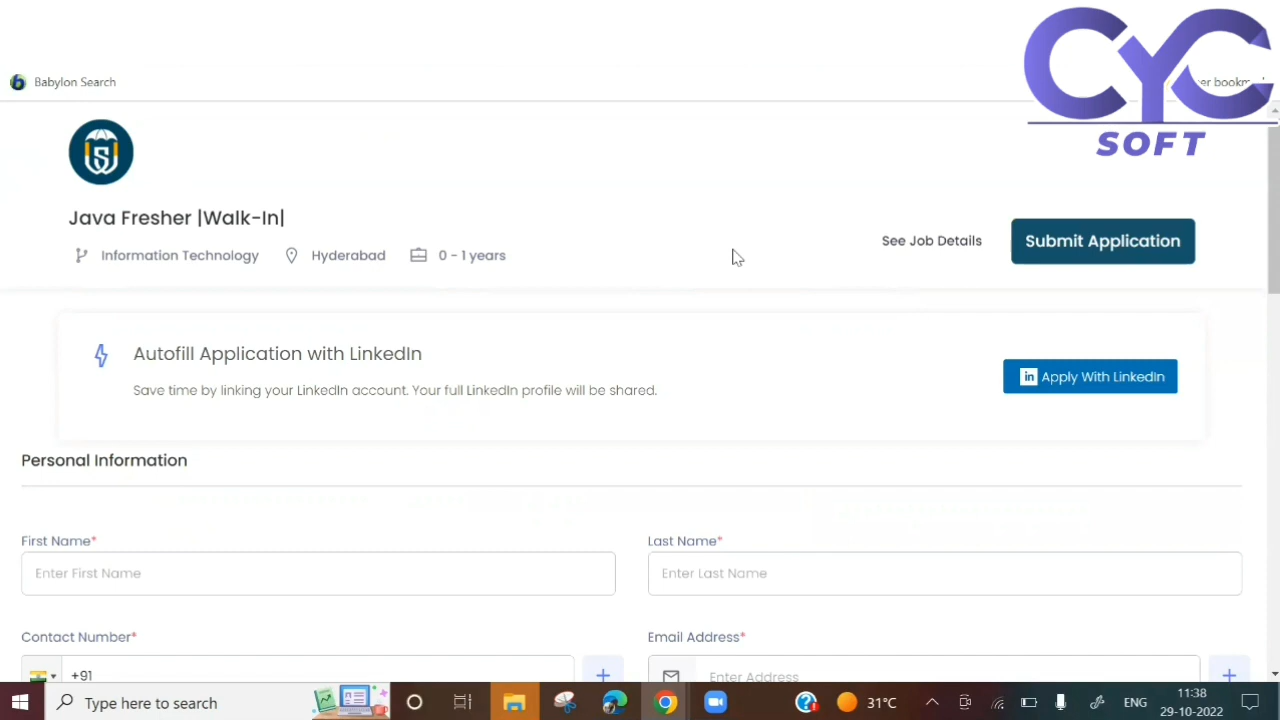 CYC
SOFT
Babylon Search
er bookm
Java Fresher |Walk-In|
Information Technology
Hyderabad
0 - 1 years
See Job Details
Submit Application
Autofill Application with LinkedIn
Save time by linking your LinkedIn account. Your full LinkedIn profile will be shared.
in Apply With LinkedIn
Personal Information
First Name*
Last Name*
Enter First Name
Enter Last Name
Contact Number*
Email Address*
+91
Enter Address
Type here to search
31°C
ENG
11:38
29-10-2022